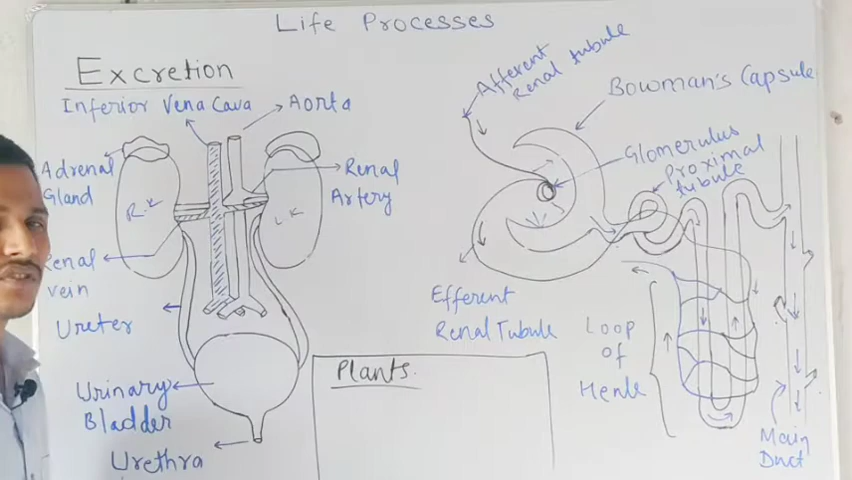 Life Processes
Excretion
Inferior Vena Cava
Aorta
Adrenal
Gland
R.K
L.K
Renal
Artery
Renal
vein
Ureter
Urinary
Bladder
Urethra
Plants.
Afferent
Renal tubule
Bowman's Capsule
Glomerulus
Proximal
tubule
Efferent
Renal Tubule
Loop
of
Henle
Main
Duct